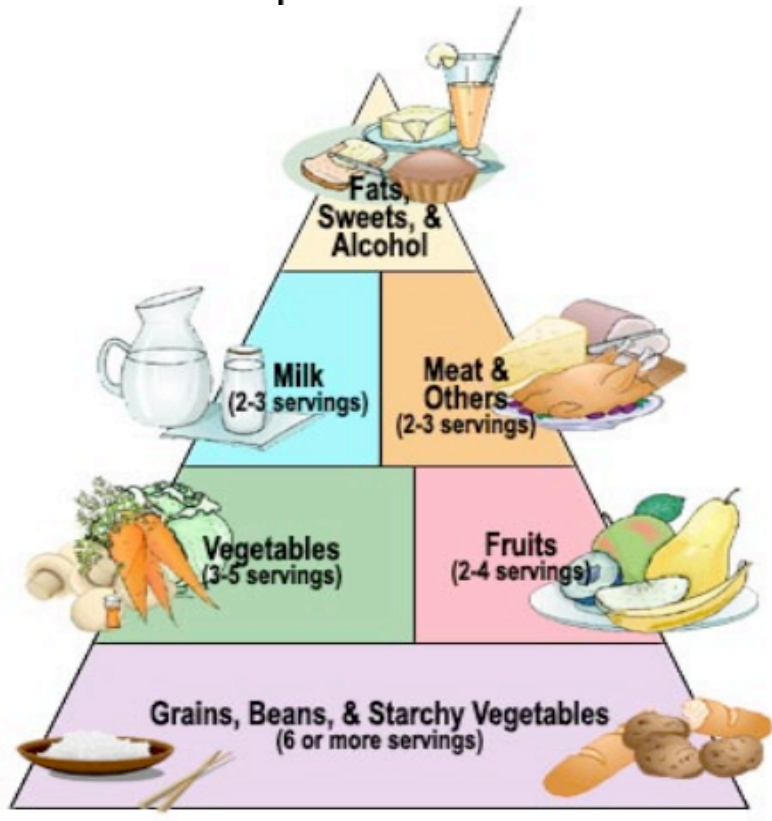 Fats,
Sweets, &
Alcohol
Milk
(2-3 servings)
Meat &
Others
(2-3 servings)
Vegetables
(3-5 servings)
Fruits
(2-4 servings)
Grains, Beans, & Starchy Vegetables
(6 or more servings)